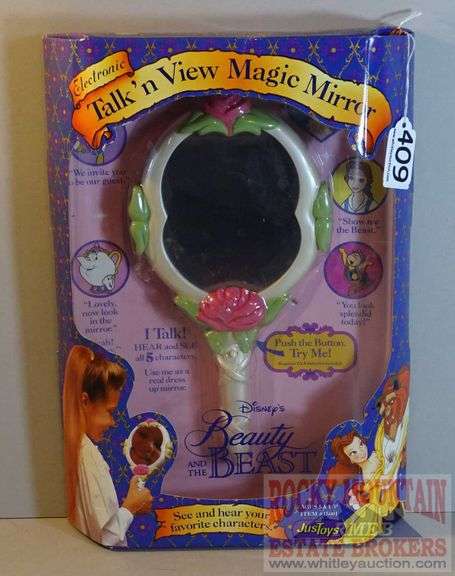 Electronic
Talk'n View Magic Mirror
409
"We invite you
to be our guest."
"Show me
the Beast."
"Lovely,
now look
in the
mirror."
"You look
splendid
today!"
I Talk!
HEAR and SEE
all 5 characters.
Use me as a
real dress
up mirror.
Push the Button.
Try Me!
Disney's
Beauty
AND THE BEAST
See and hear your
favorite characters!
JusToys
ROCKY MOUNTAIN
ESTATE BROKERS
www.whitleyauction.com